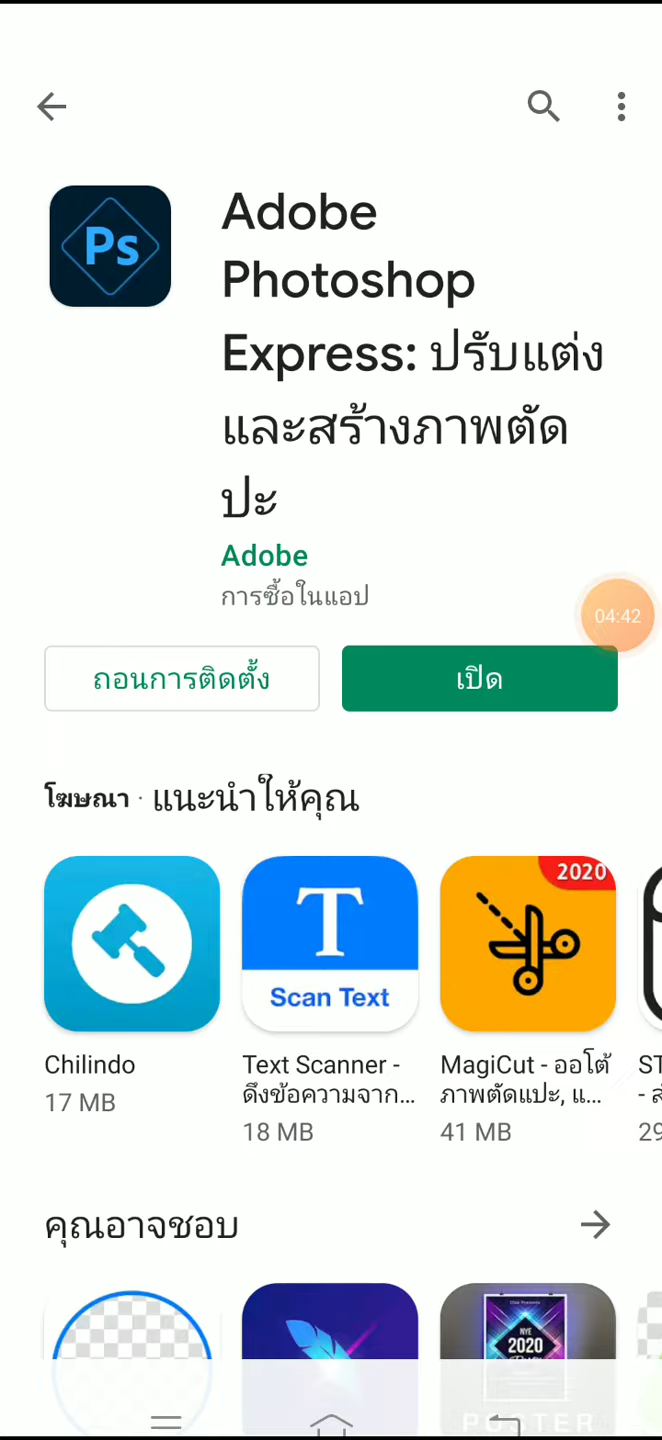 Ps
Adobe
Photoshop
Express: ปรับแต่ง
และสร้างภาพตัด
ปะ
Adobe
การซื้อในแอป
04:42
ถอนการติดตั้ง
เปิด
โฆษณา · แนะนำให้คุณ
T
Scan Text
2020
Chilindo
17 MB
Text Scanner -
ดึงข้อความจาก...
18 MB
MagiCut - ออโต้
ภาพตัดแปะ, แ...
41 MB
ST
29
คุณอาจชอบ
NYE
2020
POSTER